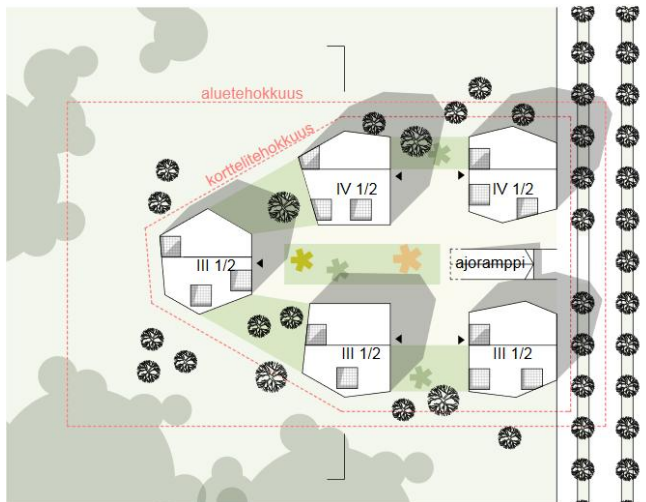 aluetehokkuus
korttelitehokkuus
IV 1/2
IV 1/2
III 1/2
ajoramppi
III 1/2
III 1/2